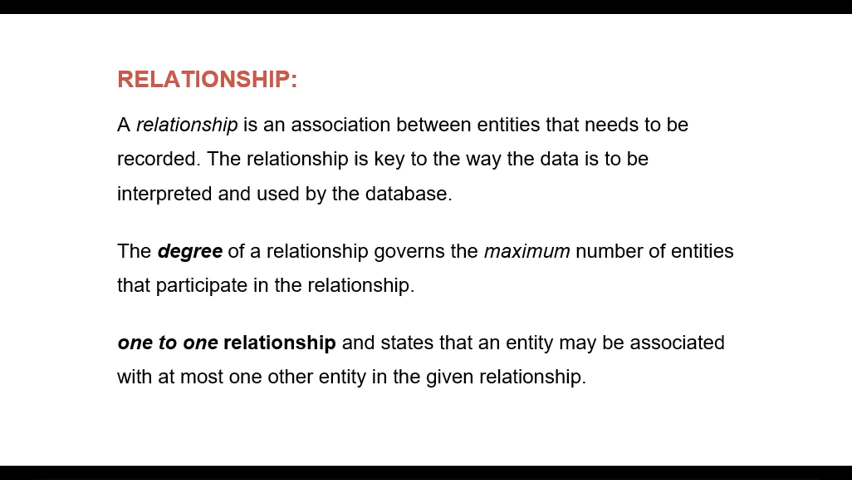 RELATIONSHIP:
A relationship is an association between entities that needs to be
recorded. The relationship is key to the way the data is to be
interpreted and used by the database.
The degree of a relationship governs the maximum number of entities
that participate in the relationship.
one to one relationship and states that an entity may be associated
with at most one other entity in the given relationship.